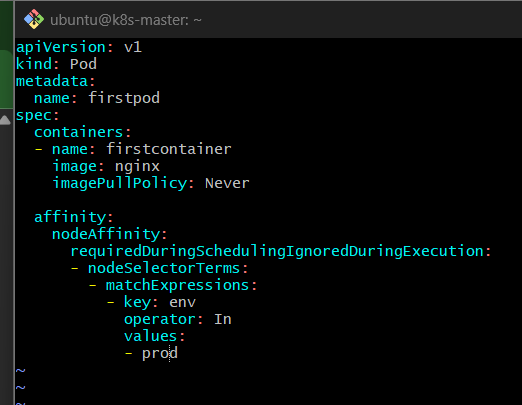 ubuntu@k8s-master: ~
apiVersion: v1
kind: Pod
metadata:
  name: firstpod
spec:
  containers:
  - name: firstcontainer
    image: nginx
    imagePullPolicy: Never

  affinity:
    nodeAffinity:
      requiredDuringSchedulingIgnoredDuringExecution:
      - nodeSelectorTerms:
        - matchExpressions:
          - key: env
            operator: In
            values:
            - prod
~
~
~